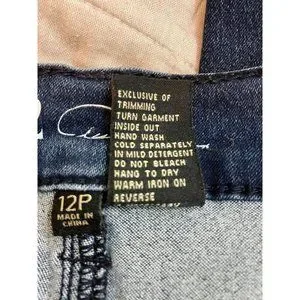 EXCLUSIVE OF
TRIMMING
TURN GARMENT
INSIDE OUT
HAND WASH
COLD SEPARATELY
IN MILD DETERGENT
DO NOT BLEACH
HANG TO DRY
WARM IRON ON
REVERSE
12P
MADE IN
CHINA